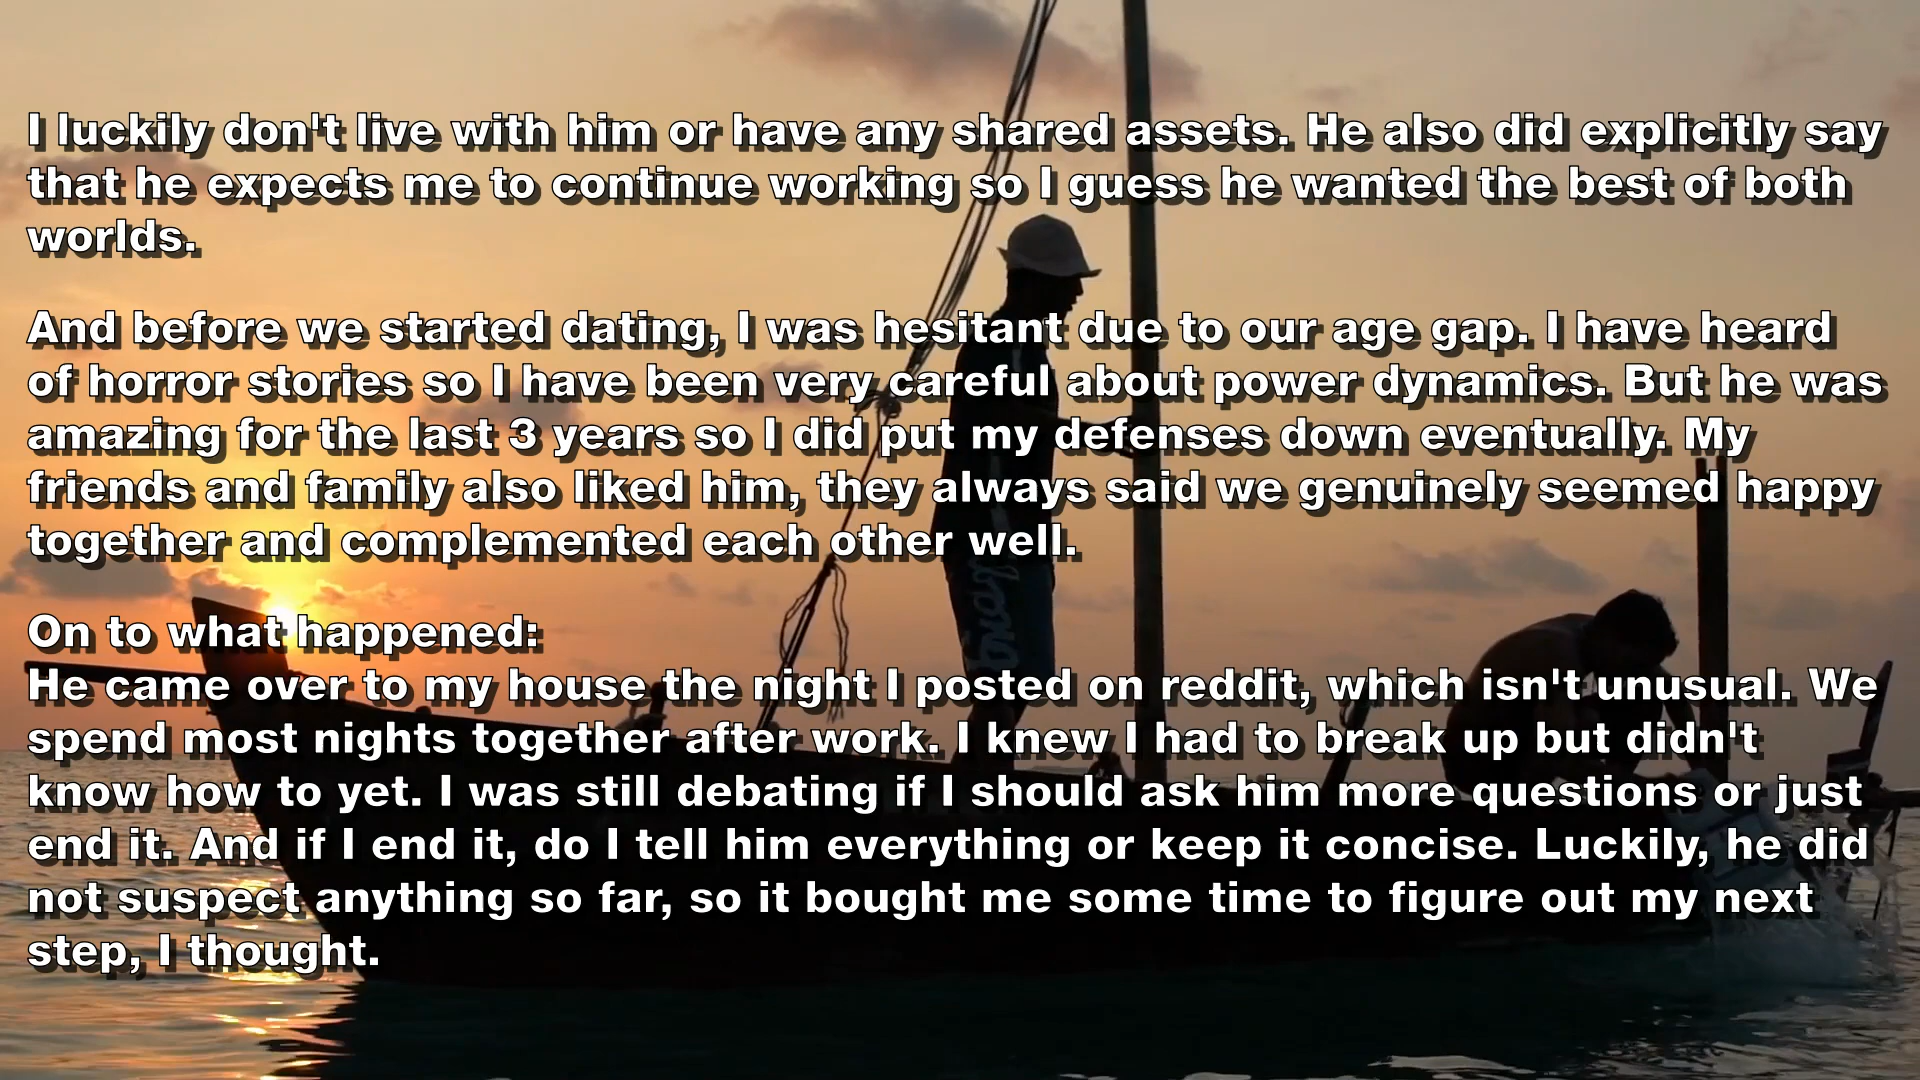 I luckily don't live with him or have any shared assets. He also did explicitly say
that he expects me to continue working so I guess he wanted the best of both
worlds.
And before we started dating, I was hesitant due to our age gap. I have heard
of horror stories so I have been very careful about power dynamics. But he was
amazing for the last 3 years so I did put my defenses down eventually. My
friends and family also liked him, they always said we genuinely seemed happy
together and complemented each other well.
On to what happened:
He came over to my house the night I posted on reddit, which isn't unusual. We
spend most nights together after work. I knew I had to break up but didn't
know how to yet. I was still debating if I should ask him more questions or just
end it. And if I end it, do I tell him everything or keep it concise. Luckily, he did
not suspect anything so far, so it bought me some time to figure out my next
step, I thought.